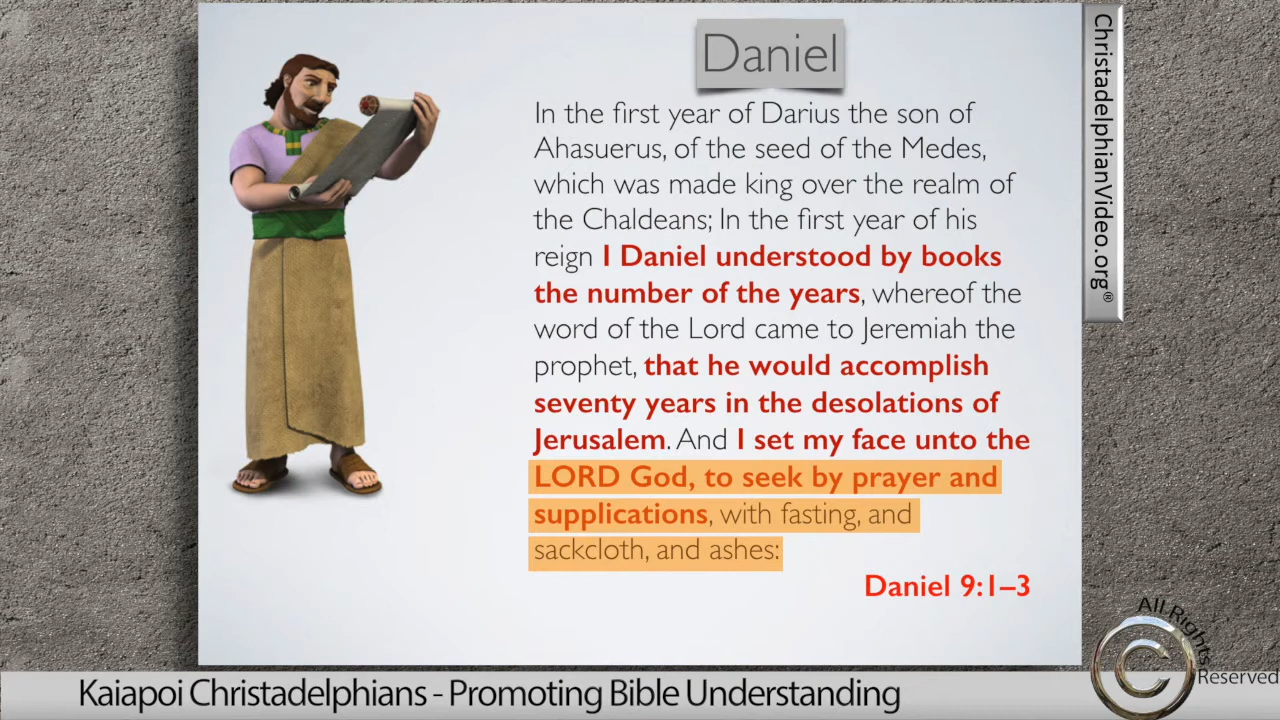 Daniel
In the first year of Darius the son of
Ahasuerus, of the seed of the Medes,
which was made king over the realm of
the Chaldeans; In the first year of his
reign I Daniel understood by books
the number of the years, whereof the
word of the Lord came to Jeremiah the
prophet, that he would accomplish
seventy years in the desolations of
Jerusalem. And I set my face unto the
LORD God, to seek by prayer and
supplications, with fasting, and
sackcloth, and ashes:
Daniel 9:1–3
ChristadelphianVideo.org®
All Rights
Reserved
C
Kaiapoi Christadelphians - Promoting Bible Understanding